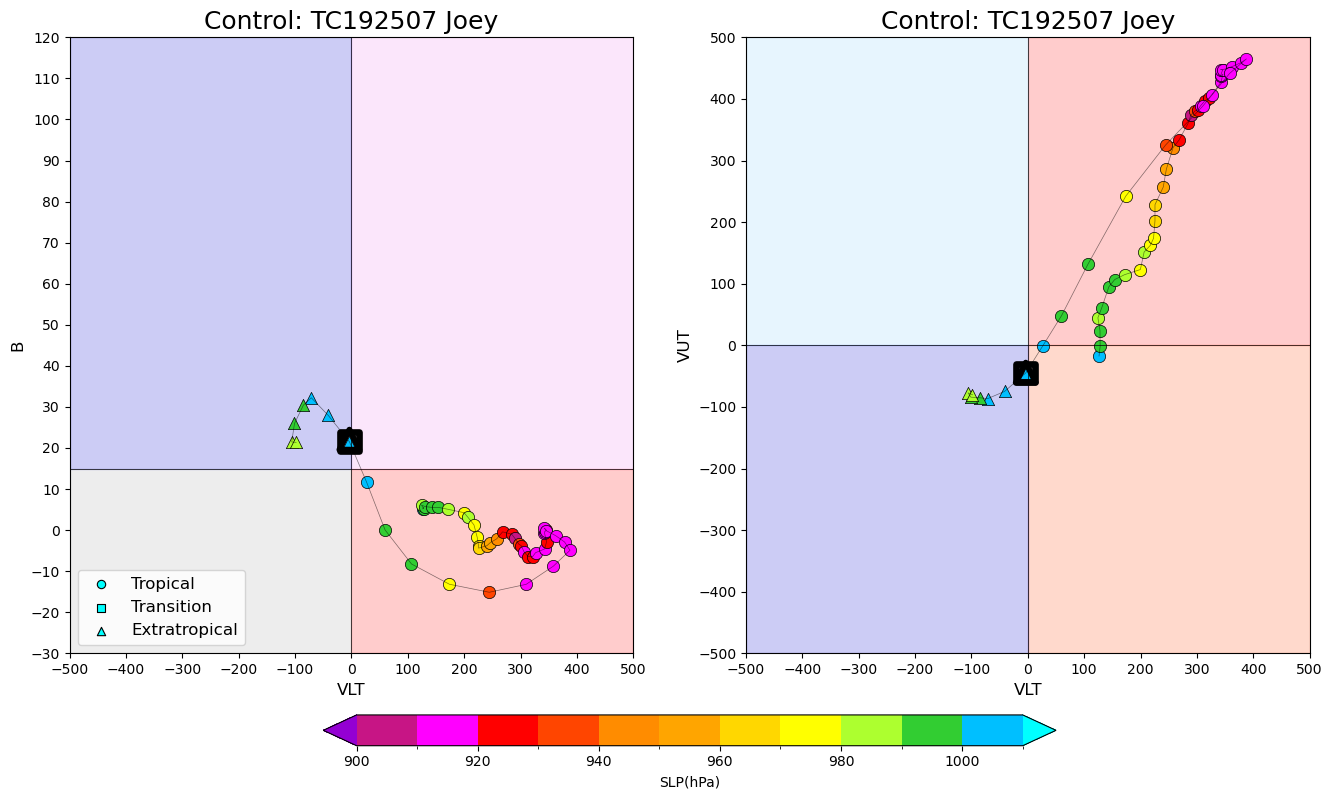 Control: TC192507 Joey
Control: TC192507 Joey
120
110
100
90
80
70
60
50
40
30
20
10
0
−10
−20
−30
B
Tropical
Transition
Extratropical
−500 −400 −300 −200 −100 0 100 200 300 400 500
VLT
500
400
300
200
100
0
−100
−200
−300
−400
−500
VUT
−500 −400 −300 −200 −100 0 100 200 300 400 500
VLT
900 920 940 960 980 1000
SLP(hPa)